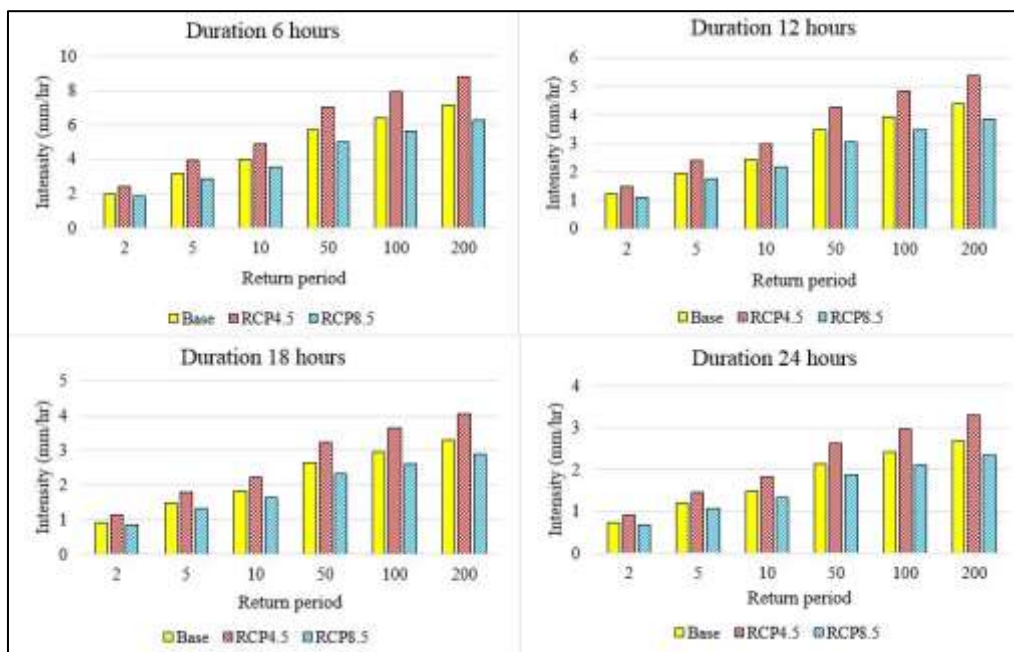 Duration 6 hours
Intensity (mm/hr)
10
8
6
4
2
0
2 5 10 50 100 200
Return period
Base RCP4.5 RCP8.5
Duration 12 hours
Intensity (mm/hr)
6
5
4
3
2
1
0
2 5 10 50 100 200
Return period
Base RCP4.5 RCP8.5
Duration 18 hours
Intensity (mm/hr)
5
4
3
2
1
0
2 5 10 50 100 200
Return period
Base RCP4.5 RCP8.5
Duration 24 hours
Intensity (mm/hr)
4
3
2
1
0
2 5 10 50 100 200
Return period
Base RCP4.5 RCP8.5